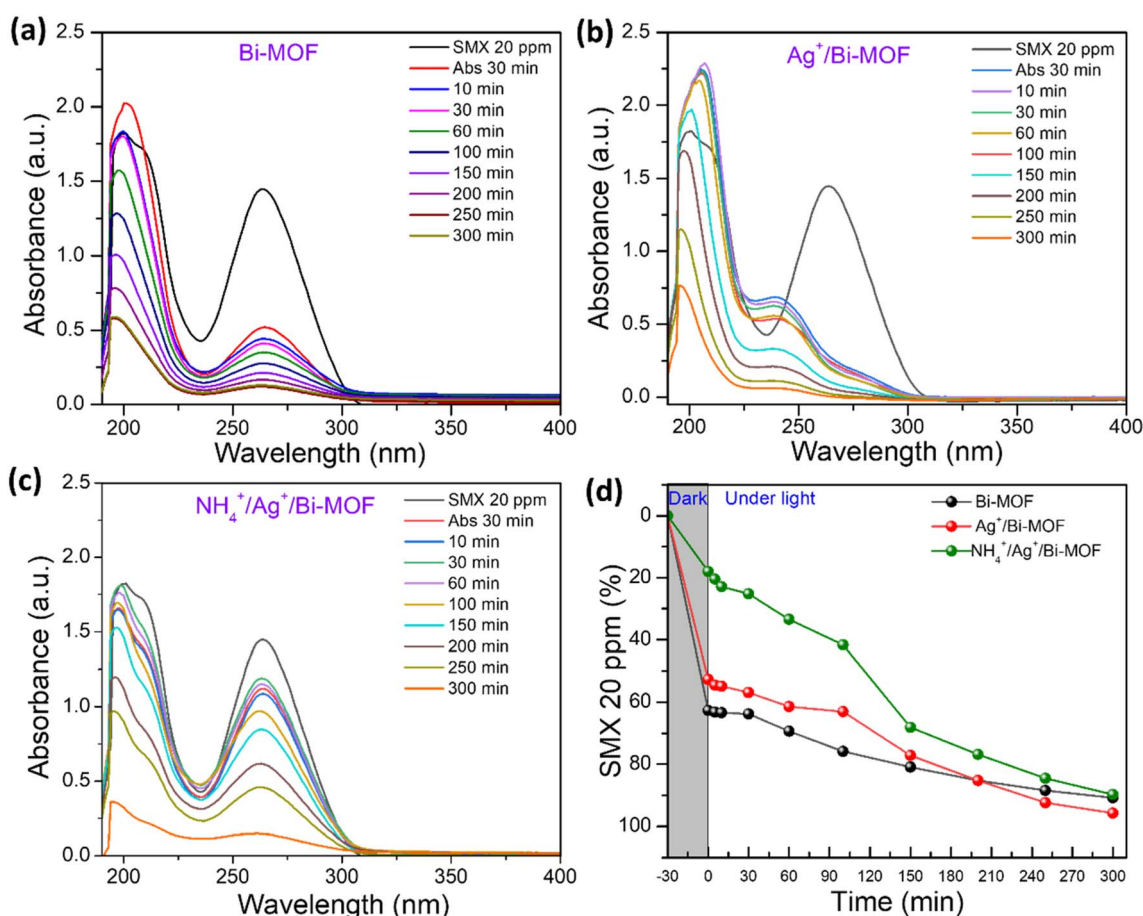 (a)
Bi-MOF
SMX 20 ppm
Abs 30 min
10 min
30 min
60 min
100 min
150 min
200 min
250 min
300 min
2.5
2.0
1.5
1.0
0.5
0.0
Absorbance (a.u.)
200
250
300
350
400
Wavelength (nm)
(b)
Ag⁺/Bi-MOF
SMX 20 ppm
Abs 30 min
10 min
30 min
60 min
100 min
150 min
200 min
250 min
300 min
2.5
2.0
1.5
1.0
0.5
0.0
Absorbance (a.u.)
200
250
300
350
400
Wavelength (nm)
(c)
NH₄⁺/Ag⁺/Bi-MOF
SMX 20 ppm
Abs 30 min
10 min
30 min
60 min
100 min
150 min
200 min
250 min
300 min
2.5
2.0
1.5
1.0
0.5
0.0
Absorbance (a.u.)
200
250
300
350
400
Wavelength (nm)
(d)
Dark
Under light
Bi-MOF
Ag⁺/Bi-MOF
NH₄⁺/Ag⁺/Bi-MOF
0
20
40
60
80
100
SMX 20 ppm (%)
-30 0 30 60 90 120 150 180 210 240 270 300
Time (min)